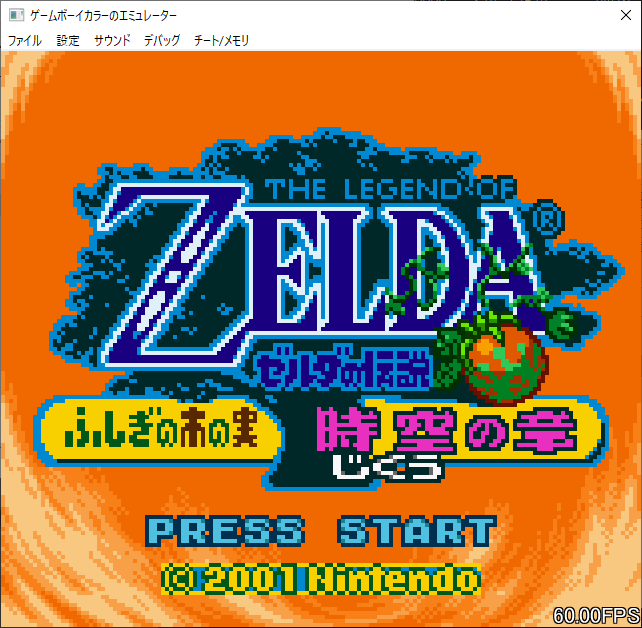 ゲームボーイカラーのエミュレーター
ファイル 設定 サウンド デバッグ チート/メモリ
THE LEGEND OF
ZELDA®
ゼルダの伝説
ふしぎの木の実 時空の章
じくう
PRESS START
© 2001 Nintendo
60.00FPS